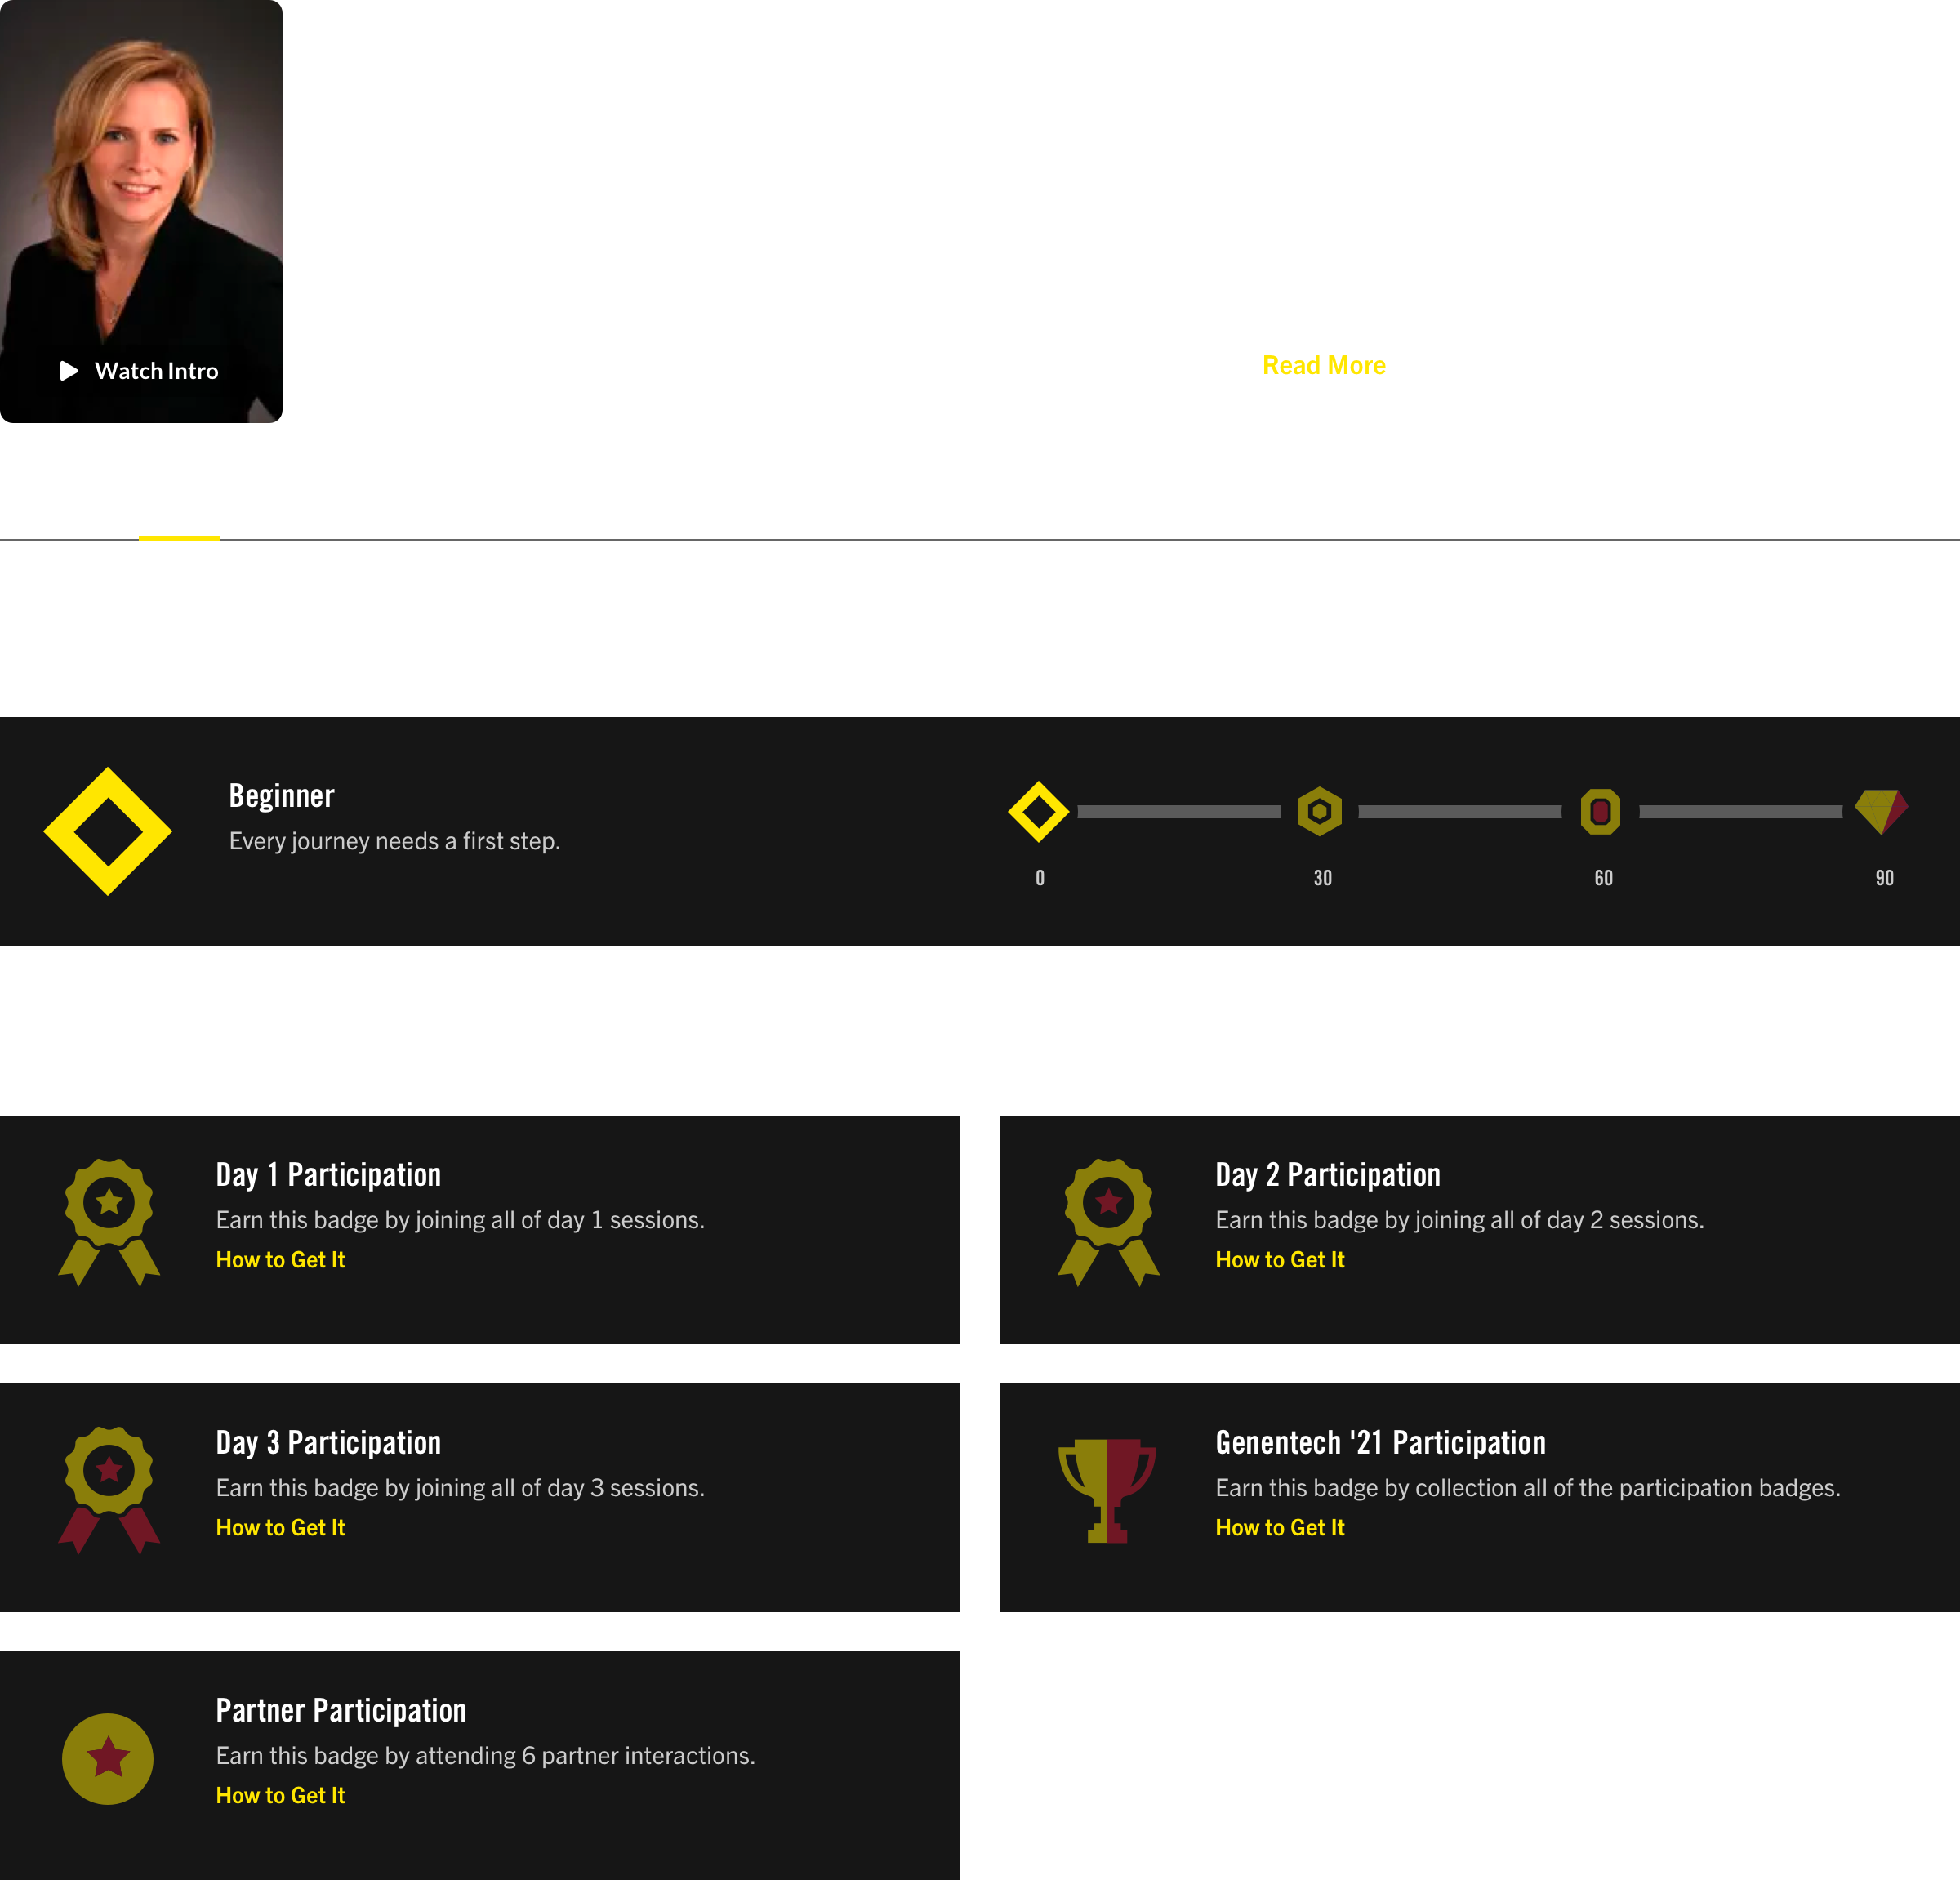 Watch Intro
Read More
Beginner
Every journey needs a first step.
0
30
60
90
Day 1 Participation
Earn this badge by joining all of day 1 sessions.
How to Get It
Day 2 Participation
Earn this badge by joining all of day 2 sessions.
How to Get It
Day 3 Participation
Earn this badge by joining all of day 3 sessions.
How to Get It
Genentech '21 Participation
Earn this badge by collection all of the participation badges.
How to Get It
Partner Participation
Earn this badge by attending 6 partner interactions.
How to Get It